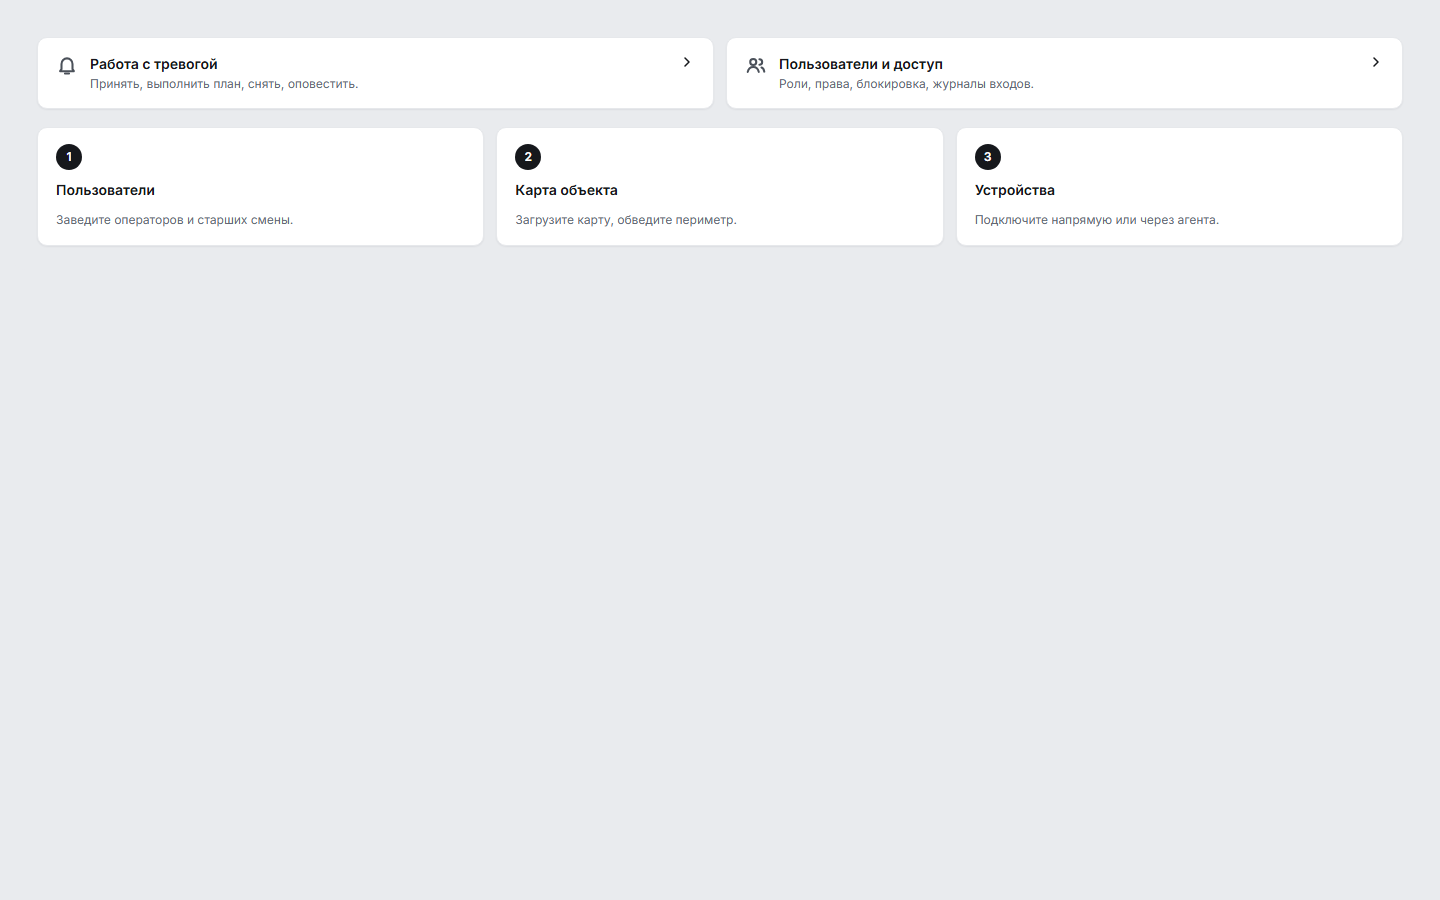 Работа с тревогой
Принять, выполнить план, снять, оповестить.
Пользователи и доступ
Роли, права, блокировка, журналы входов.
1
Пользователи
Заведите операторов и старших смены.
2
Карта объекта
Загрузите карту, обведите периметр.
3
Устройства
Подключите напрямую или через агента.